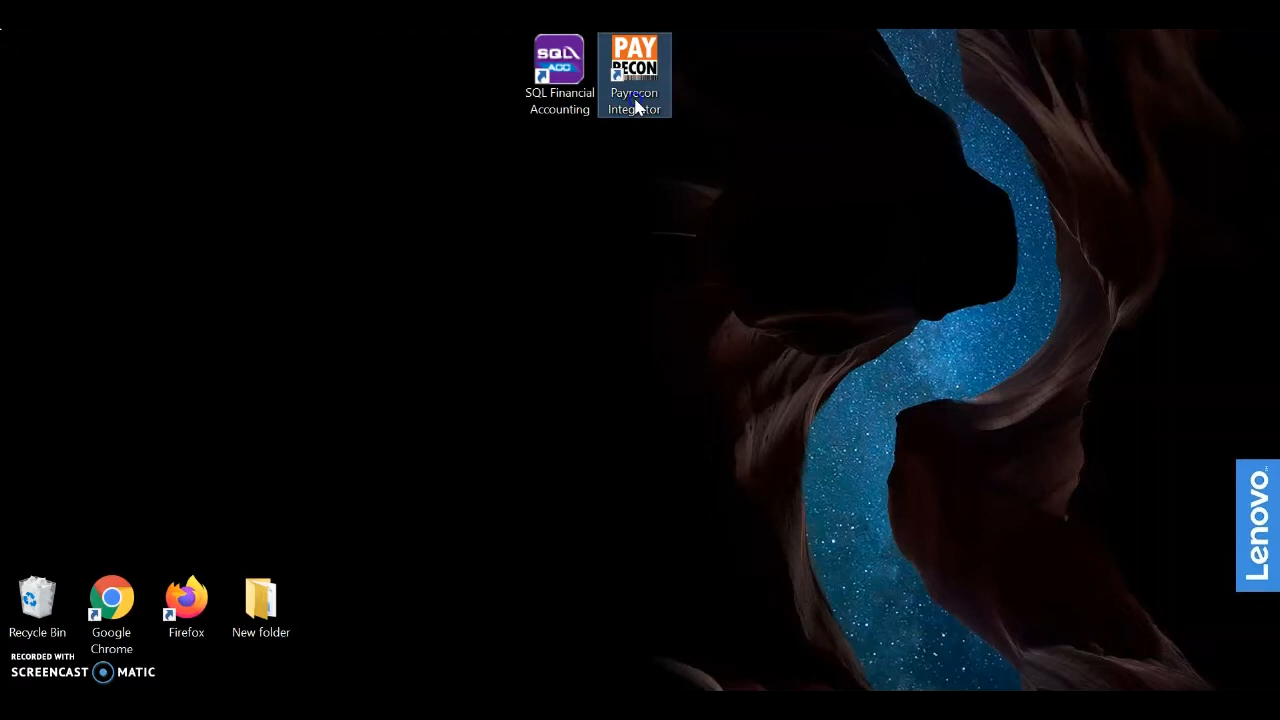 SQL
ACC
SQL Financial
Accounting
PAY
RECON
Payrecon
Integrator
Lenovo
Recycle Bin
Google
Chrome
Firefox
New folder
RECORDED WITH
SCREENCAST MATIC